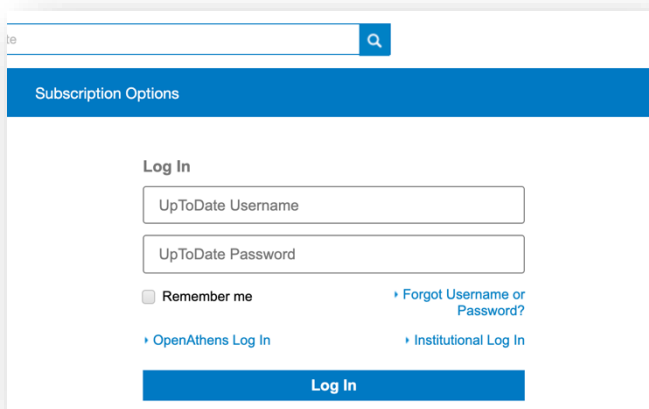 te
Subscription Options
Log In
UpToDate Username
UpToDate Password
Remember me
Forgot Username or
Password?
OpenAthens Log In
Institutional Log In
Log In